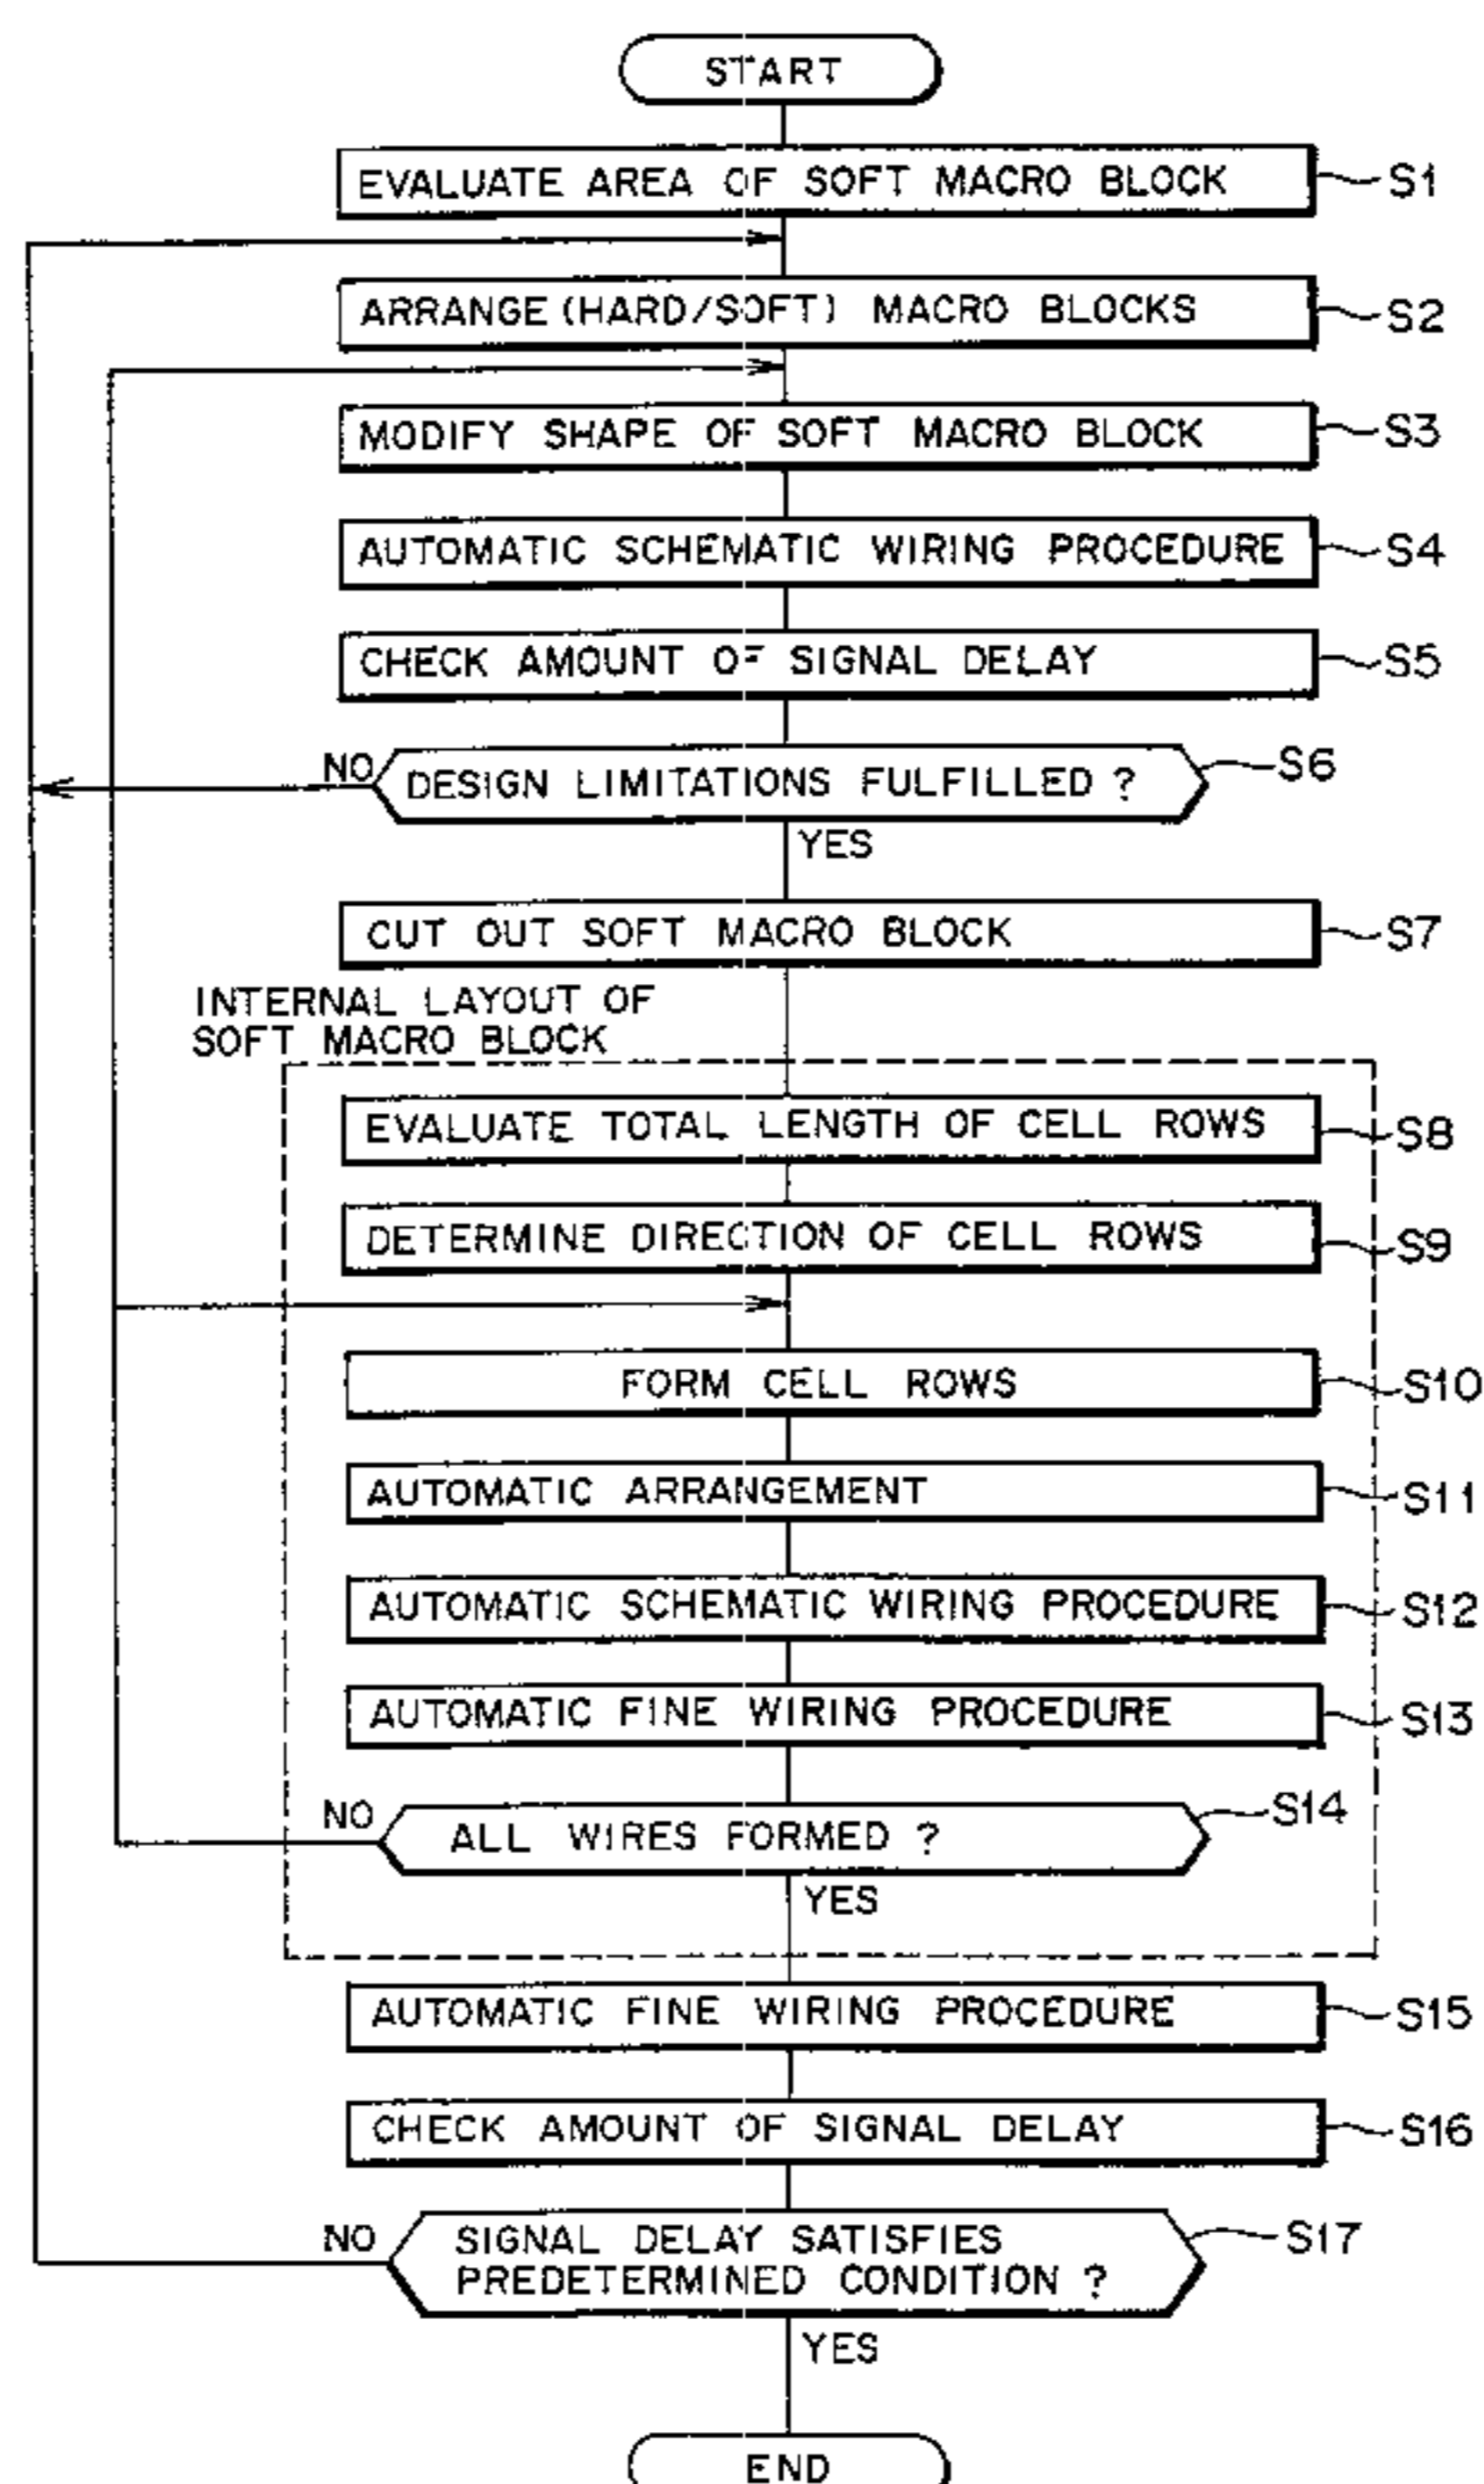 START
EVALUATE AREA OF SOFT MACRO BLOCK
S1
ARRANGE (HARD/SOFT) MACRO BLOCKS
S2
MODIFY SHAPE OF SOFT MACRO BLOCK
S3
AUTOMATIC SCHEMATIC WIRING PROCEDURE
S4
CHECK AMOUNT OF SIGNAL DELAY
S5
NO
DESIGN LIMITATIONS FULFILLED ?
S6
YES
CUT OUT SOFT MACRO BLOCK
S7
INTERNAL LAYOUT OF
SOFT MACRO BLOCK
EVALUATE TOTAL LENGTH OF CELL ROWS
S8
DETERMINE DIRECTION OF CELL ROWS
S9
FORM CELL ROWS
S10
AUTOMATIC ARRANGEMENT
S11
AUTOMATIC SCHEMATIC WIRING PROCEDURE
S12
AUTOMATIC FINE WIRING PROCEDURE
S13
NO
ALL WIRES FORMED ?
S14
YES
AUTOMATIC FINE WIRING PROCEDURE
S15
CHECK AMOUNT OF SIGNAL DELAY
S16
NO
SIGNAL DELAY SATISFIES
PREDETERMINED CONDITION ?
S17
YES
END